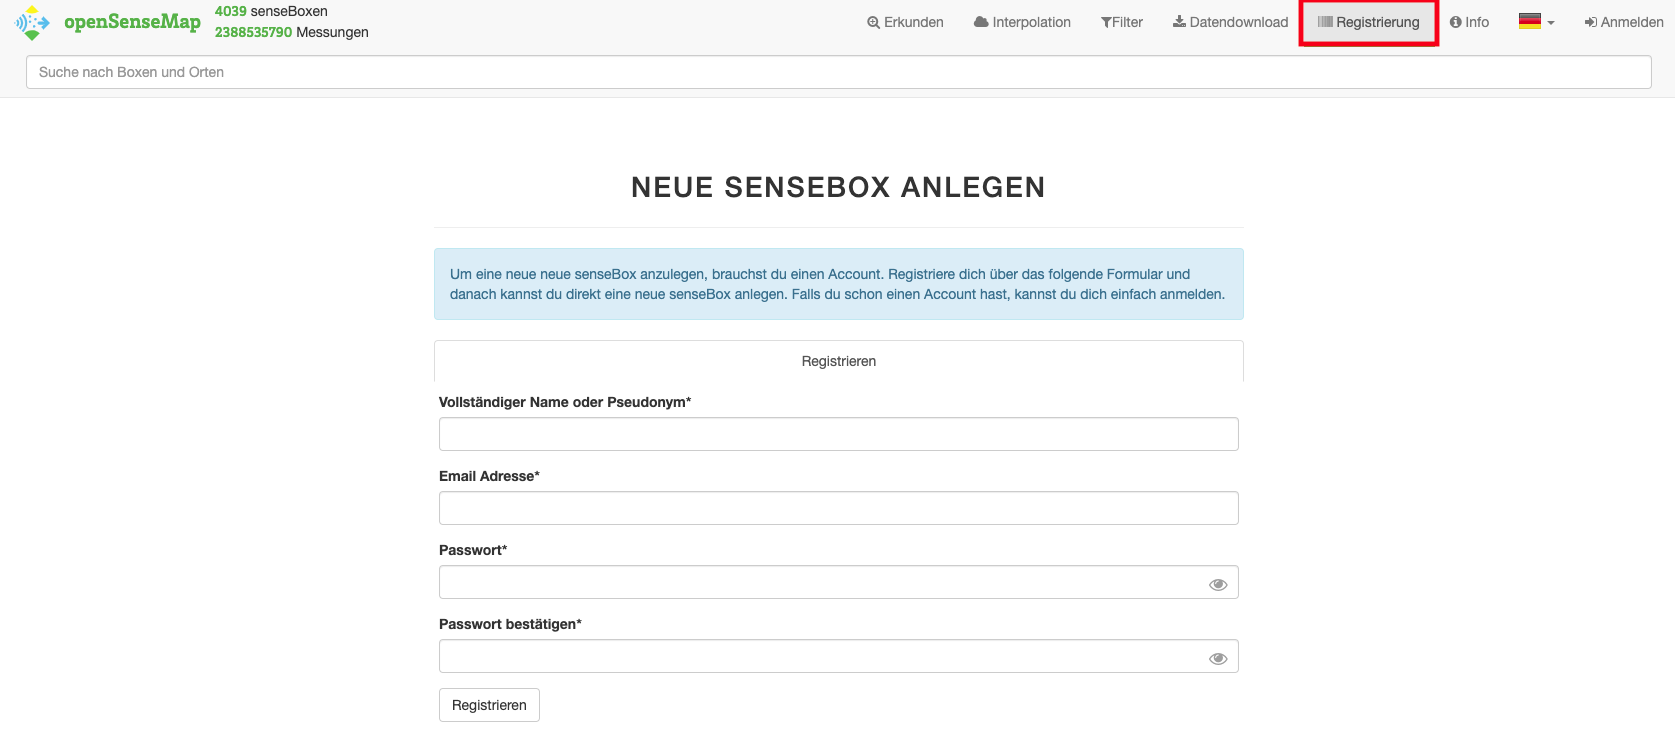 openSenseMap
4039 senseBoxen
2388535790 Messungen
Erkunden
Interpolation
Filter
Datendownload
Registrierung
Info
Anmelden
Suche nach Boxen und Orten
NEUE SENSEBOX ANLEGEN
Um eine neue neue senseBox anzulegen, brauchst du einen Account. Registriere dich über das folgende Formular und
danach kannst du direkt eine neue senseBox anlegen. Falls du schon einen Account hast, kannst du dich einfach anmelden.
Registrieren
Vollständiger Name oder Pseudonym*
Email Adresse*
Passwort*
Passwort bestätigen*
Registrieren